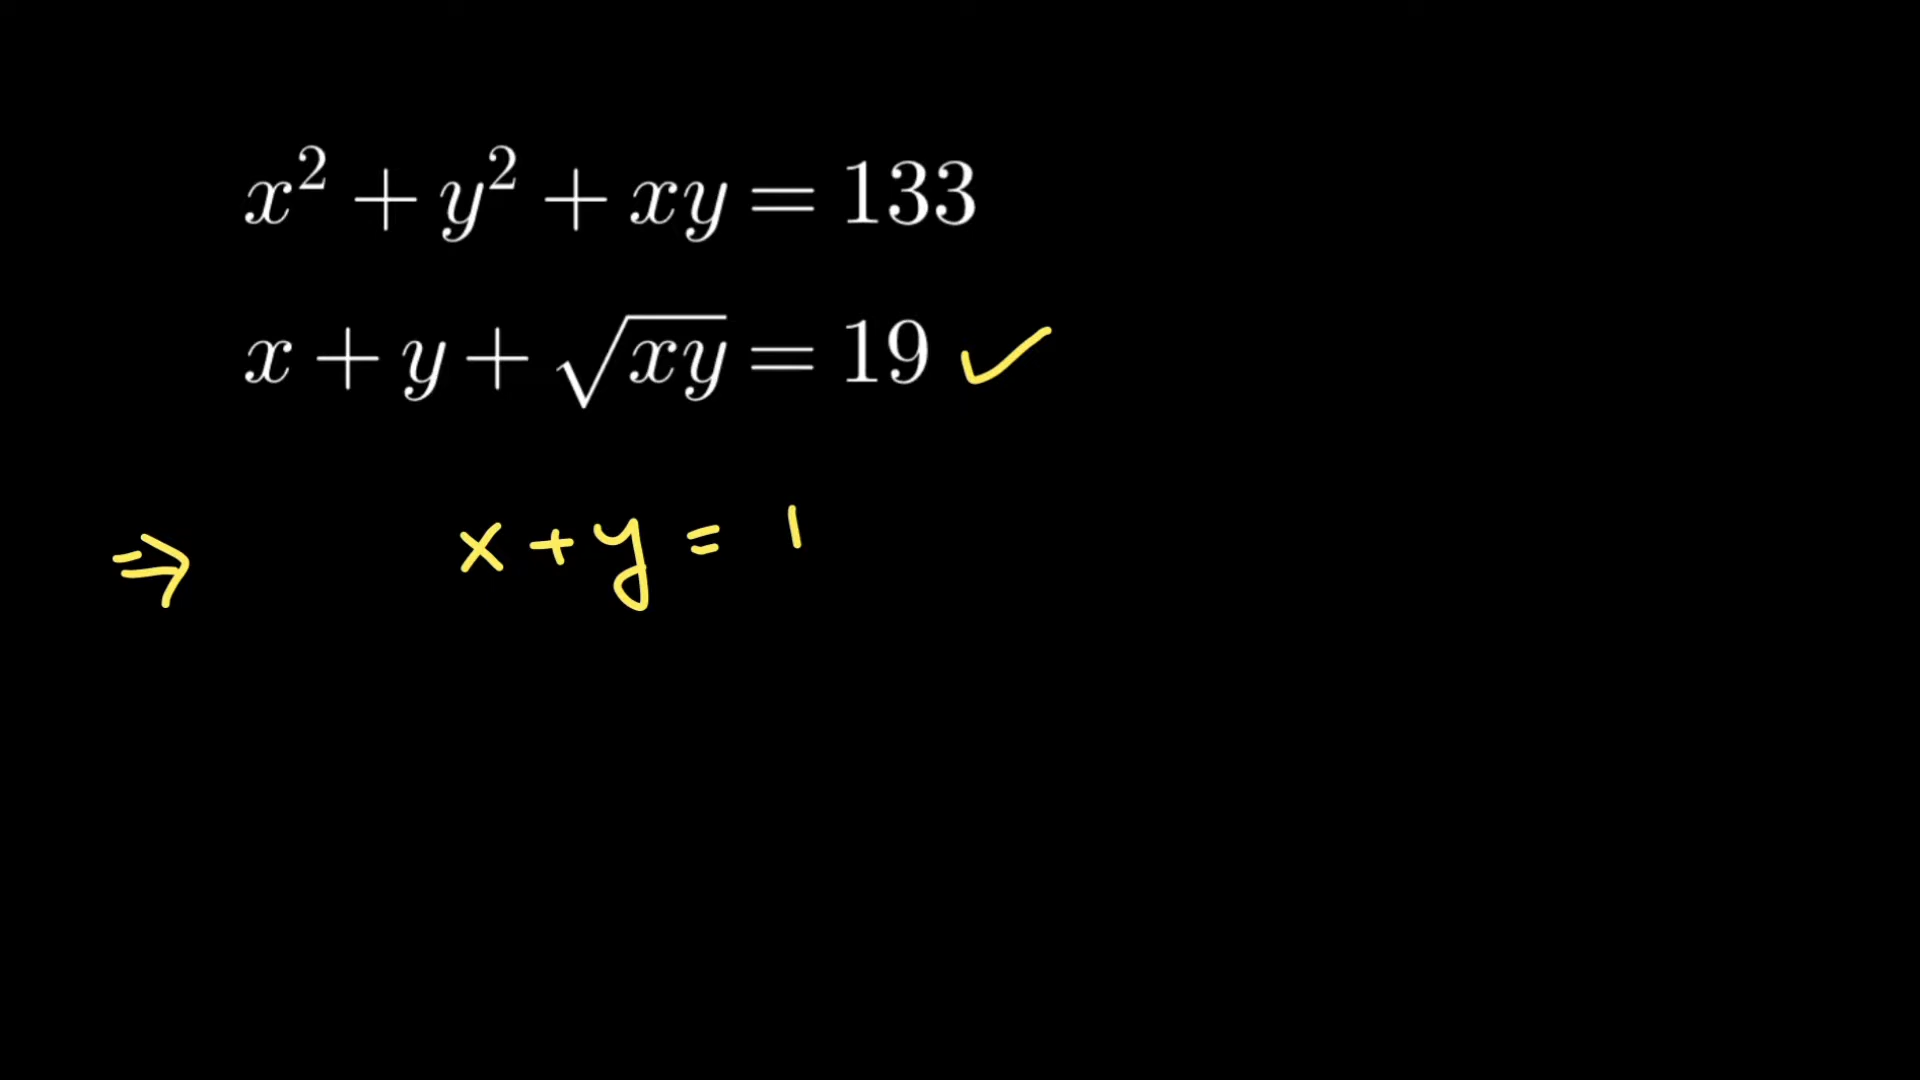 x² + y² + xy = 133
x + y + √xy = 19 ✓
⇒ x + y = 1